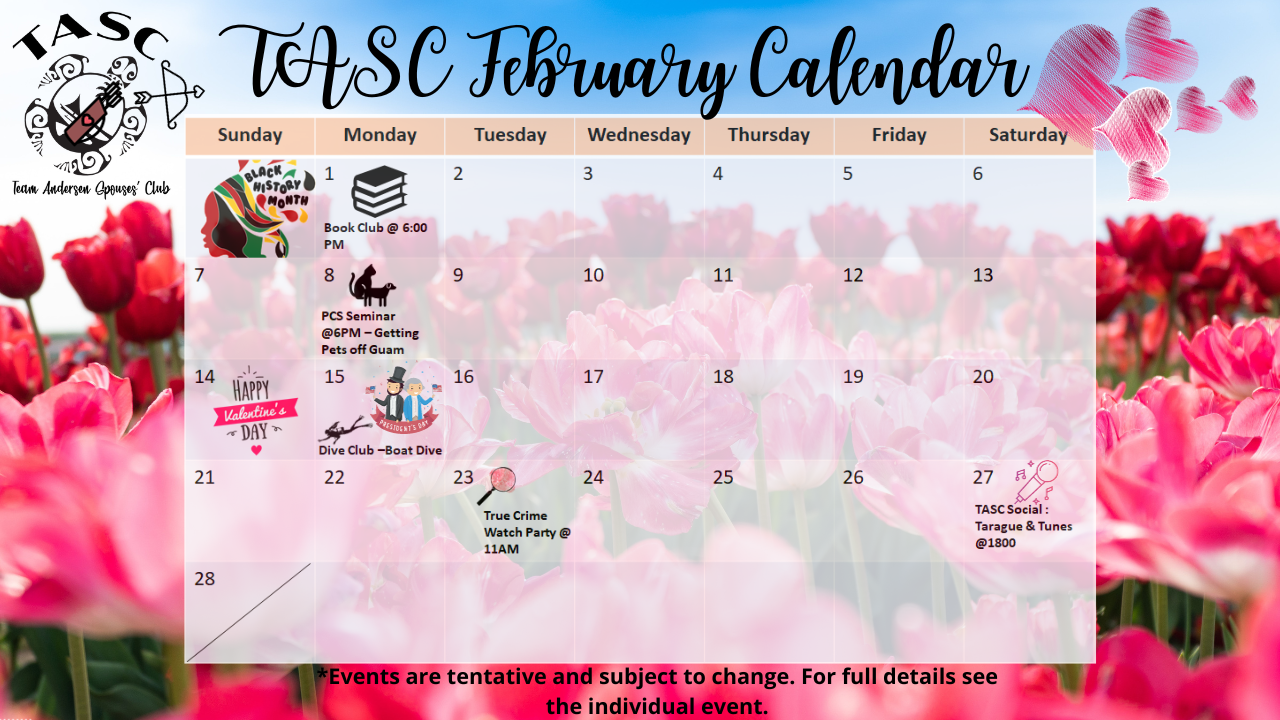 TASC
Team Andersen Spouses' Club
TASC February Calendar
Sunday Monday Tuesday Wednesday Thursday Friday Saturday
BLACK
HISTORY
MONTH
1
Book Club @ 6:00
PM
2
3
4
5
6
7
8
PCS Seminar
@6PM – Getting
Pets off Guam
9
10
11
12
13
14
HAPPY
Valentine's
DAY
15
PRESIDENT'S DAY
Dive Club –Boat Dive
16
17
18
19
20
21
22
23
True Crime
Watch Party @
11AM
24
25
26
27
TASC Social :
Tarague & Tunes
@1800
28
*Events are tentative and subject to change. For full details see
the individual event.